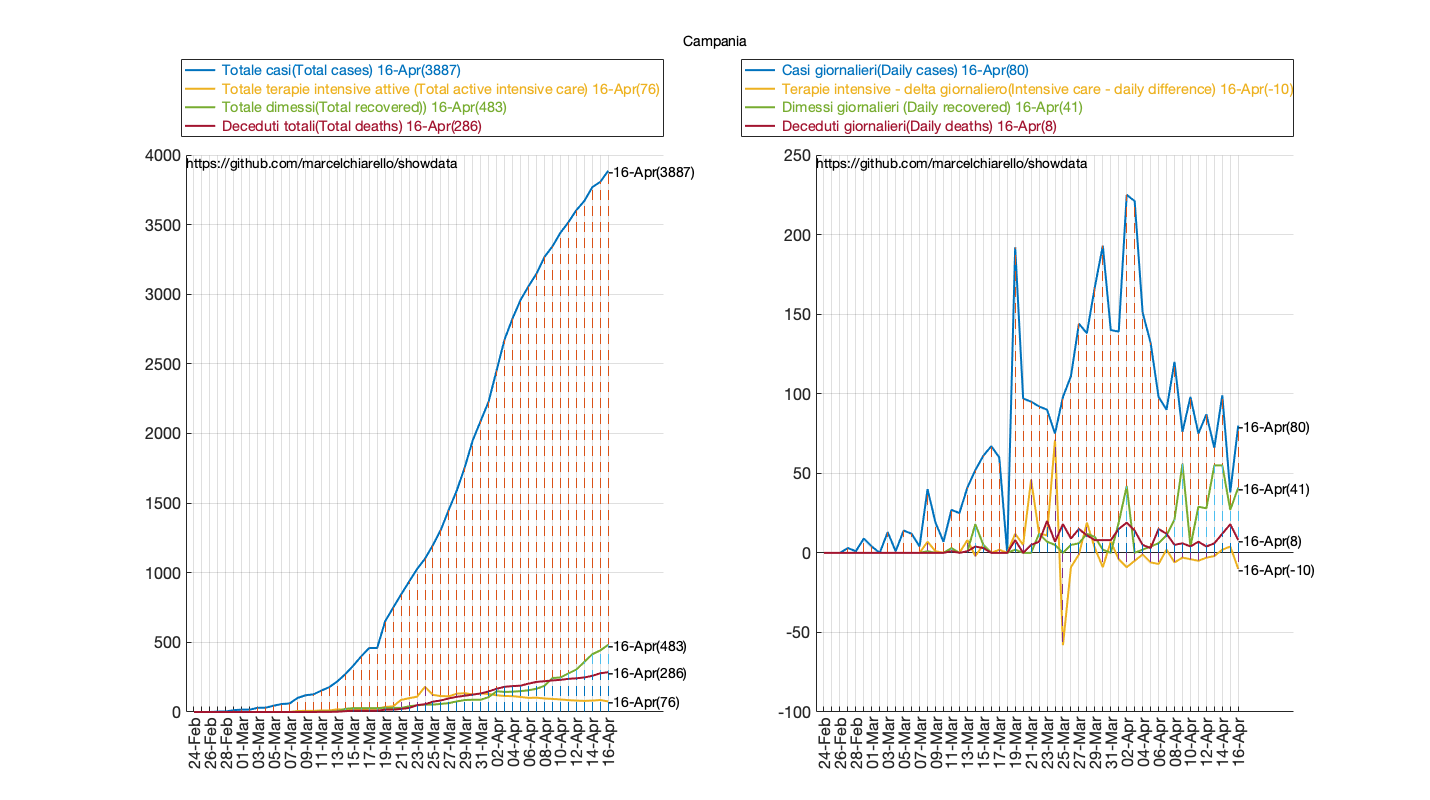 Campania
Totale casi(Total cases) 16-Apr(3887)
Totale terapie intensive attive (Total active intensive care) 16-Apr(76)
Totale dimessi(Total recovered)) 16-Apr(483)
Deceduti totali(Total deaths) 16-Apr(286)
Casi giornalieri(Daily cases) 16-Apr(80)
Terapie intensive - delta giornaliero(Intensive care - daily difference) 16-Apr(-10)
Dimessi giornalieri (Daily recovered) 16-Apr(41)
Deceduti giornalieri(Daily deaths) 16-Apr(8)
https://github.com/marcelchiarello/showdata
4000
3500
3000
2500
2000
1500
1000
500
0
16-Apr(3887)
16-Apr(483)
16-Apr(286)
16-Apr(76)
24-Feb
26-Feb
28-Feb
01-Mar
03-Mar
05-Mar
07-Mar
09-Mar
11-Mar
13-Mar
15-Mar
17-Mar
19-Mar
21-Mar
23-Mar
25-Mar
27-Mar
29-Mar
31-Mar
02-Apr
04-Apr
06-Apr
08-Apr
10-Apr
12-Apr
14-Apr
16-Apr
https://github.com/marcelchiarello/showdata
250
200
150
100
50
0
-50
-100
16-Apr(80)
16-Apr(41)
16-Apr(8)
16-Apr(-10)
24-Feb
26-Feb
28-Feb
01-Mar
03-Mar
05-Mar
07-Mar
09-Mar
11-Mar
13-Mar
15-Mar
17-Mar
19-Mar
21-Mar
23-Mar
25-Mar
27-Mar
29-Mar
31-Mar
02-Apr
04-Apr
06-Apr
08-Apr
10-Apr
12-Apr
14-Apr
16-Apr